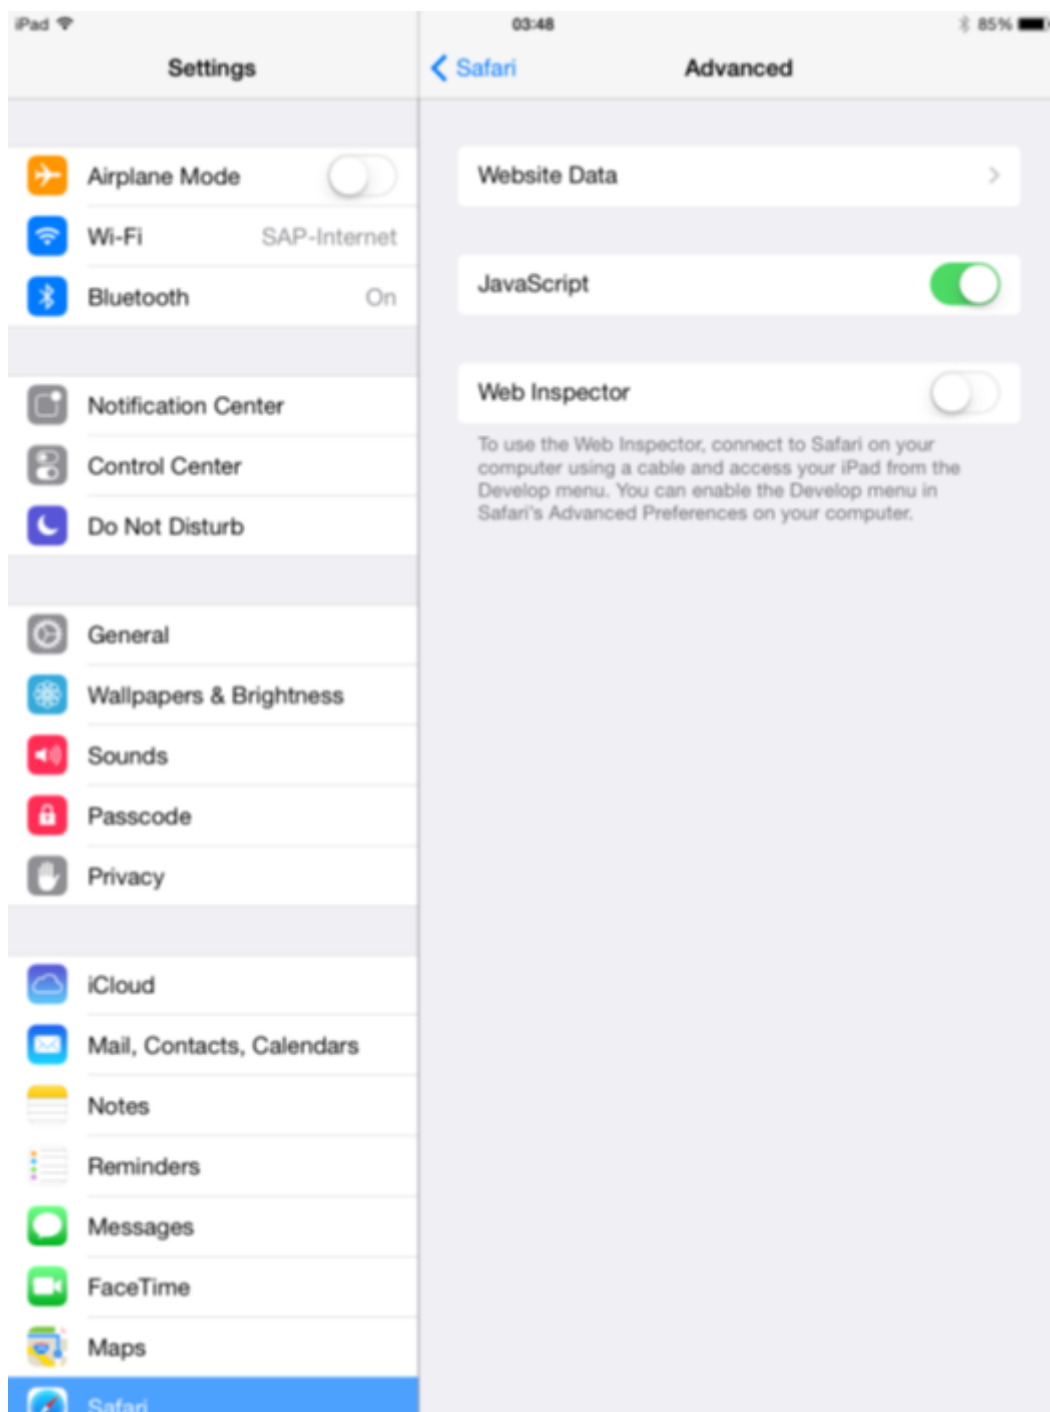 iPad
03:48
85%
Settings
Safari
Advanced
Airplane Mode
Wi-Fi SAP-Internet
Bluetooth On
Notification Center
Control Center
Do Not Disturb
General
Wallpapers & Brightness
Sounds
Passcode
Privacy
iCloud
Mail, Contacts, Calendars
Notes
Reminders
Messages
FaceTime
Maps
Safari
Website Data
JavaScript
Web Inspector
To use the Web Inspector, connect to Safari on your
computer using a cable and access your iPad from the
Develop menu. You can enable the Develop menu in
Safari's Advanced Preferences on your computer.